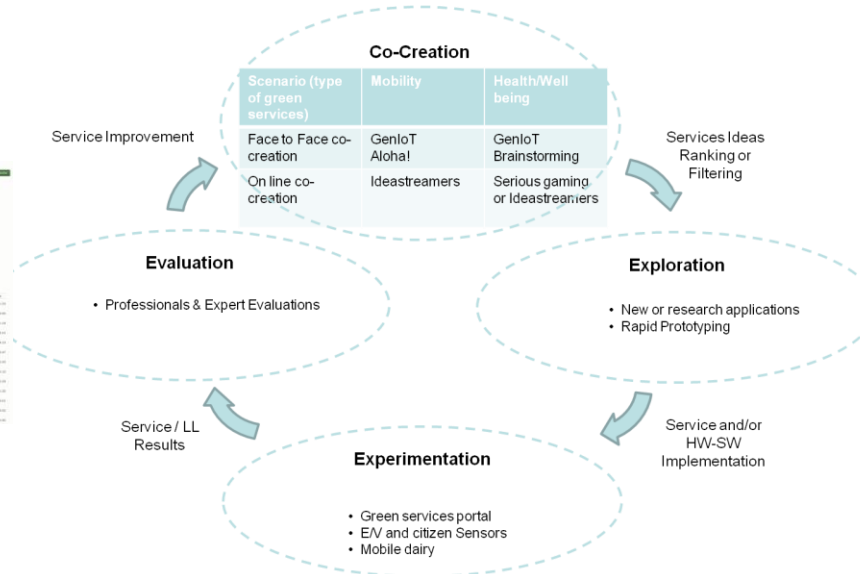 Co-Creation
Scenario (type of green services)
Mobility
Health/Well being
Face to Face co-creation
GenIoT
Aloha!
GenIoT
Brainstorming
On line co-creation
Ideastreamers
Serious gaming
or Ideastreamers
Service Improvement
Services Ideas
Ranking or
Filtering
Evaluation
• Professionals & Expert Evaluations
Exploration
• New or research applications
• Rapid Prototyping
Service / LL
Results
Service and/or
HW-SW
Implementation
Experimentation
• Green services portal
• E/V and citizen Sensors
• Mobile dairy